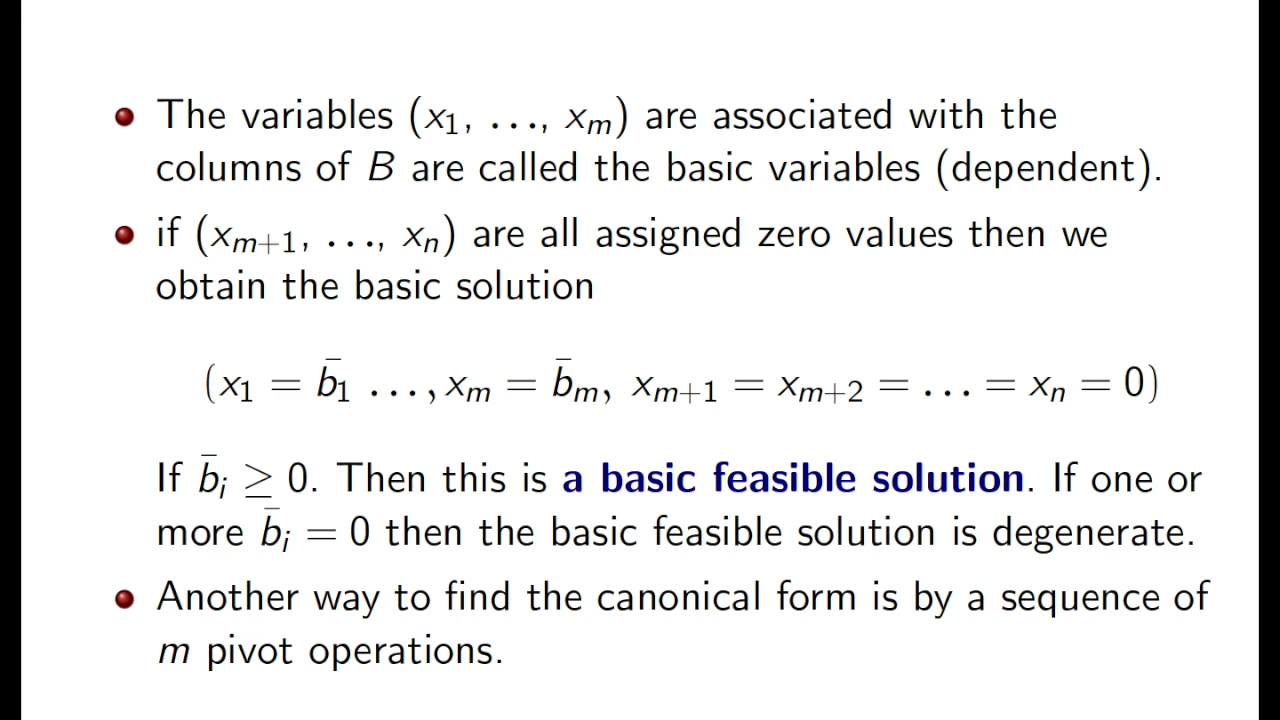 • The variables (x₁, ..., xₘ) are associated with the
columns of B are called the basic variables (dependent).
• if (xₘ₊₁, ..., xₙ) are all assigned zero values then we
obtain the basic solution
(x₁ = b̄₁ ..., xₘ = b̄ₘ, xₘ₊₁ = xₘ₊₂ = ... = xₙ = 0)
If b̄ᵢ ≥ 0. Then this is a basic feasible solution. If one or
more b̄ᵢ = 0 then the basic feasible solution is degenerate.
• Another way to find the canonical form is by a sequence of
m pivot operations.